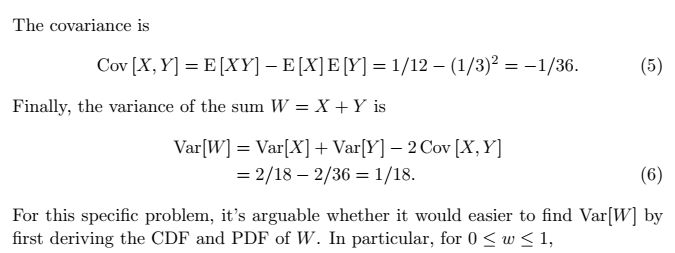 The covariance is
Cov [X, Y] = E [XY] − E [X] E [Y] = 1/12 − (1/3)² = −1/36. (5)
Finally, the variance of the sum W = X + Y is
Var[W] = Var[X] + Var[Y] − 2 Cov [X, Y]
= 2/18 − 2/36 = 1/18. (6)
For this specific problem, it's arguable whether it would easier to find Var[W] by
first deriving the CDF and PDF of W. In particular, for 0 ≤ w ≤ 1,